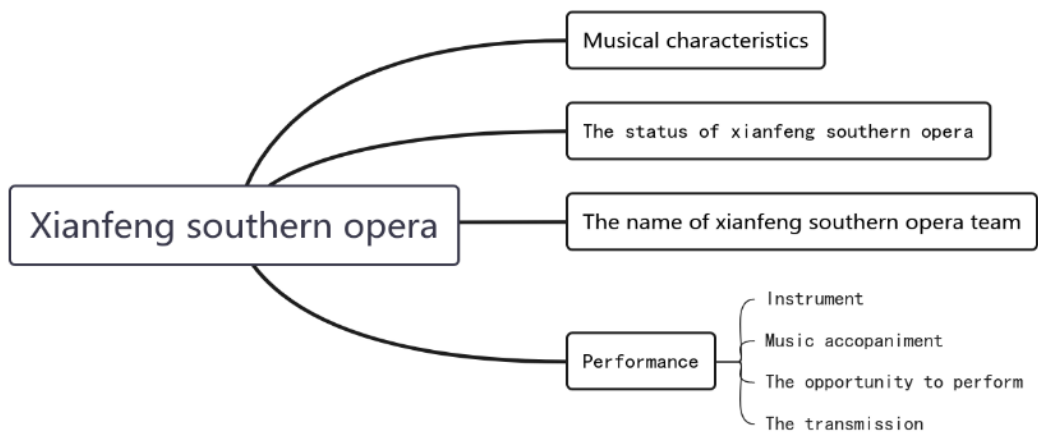 Musical characteristics
The status of xianfeng southern opera
Xianfeng southern opera
The name of xianfeng southern opera team
Performance
Instrument
Music accopaniment
The opportunity to perform
The transmission